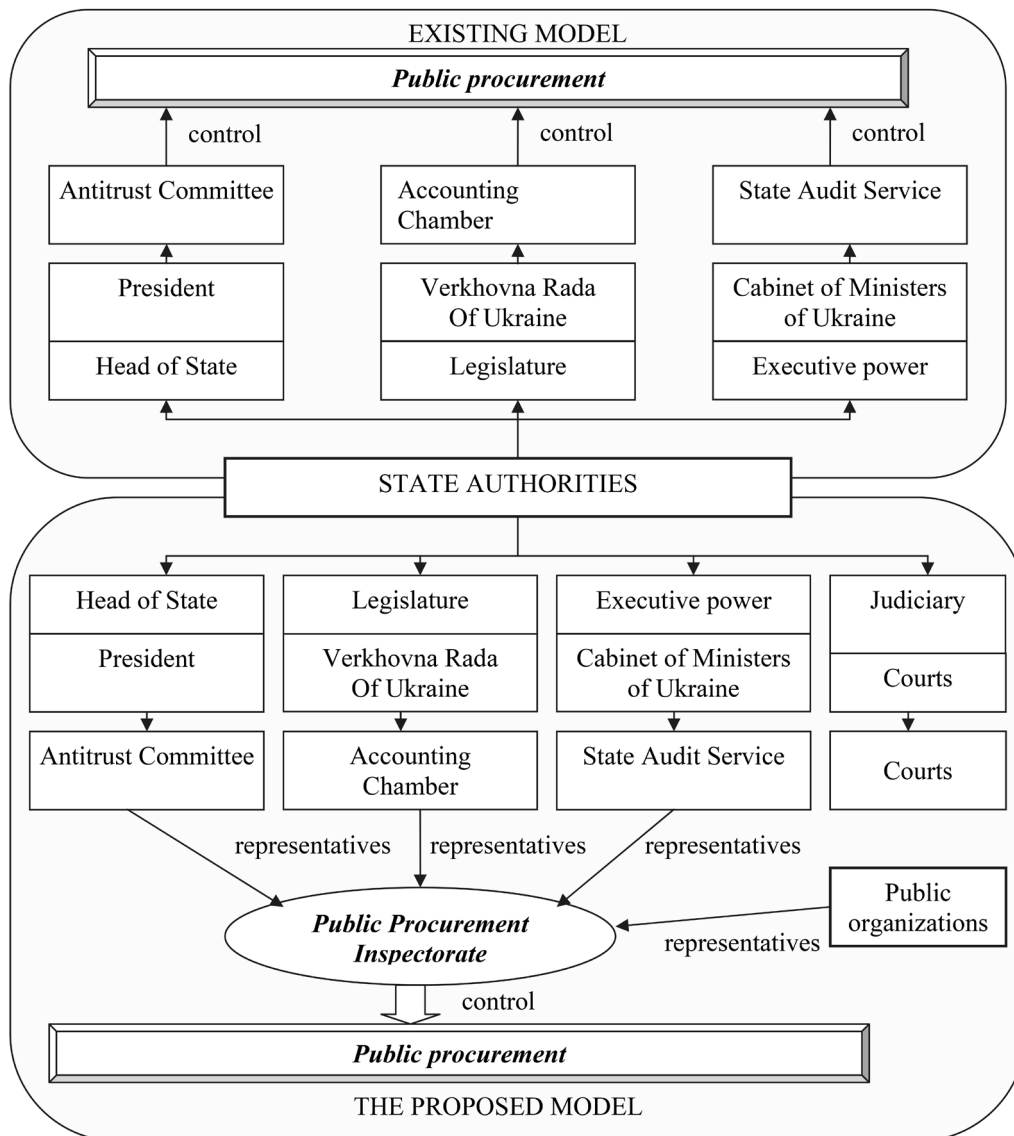 EXISTING MODEL
Public procurement
control
control
control
Antitrust Committee
Accounting
Chamber
State Audit Service
President
Verkhovna Rada
Of Ukraine
Cabinet of Ministers
of Ukraine
Head of State
Legislature
Executive power
STATE AUTHORITIES
Head of State
Legislature
Executive power
Judiciary
President
Verkhovna Rada
Of Ukraine
Cabinet of Ministers
of Ukraine
Courts
Antitrust Committee
Accounting
Chamber
State Audit Service
Courts
representatives
representatives
representatives
Public
organizations
representatives
Public Procurement
Inspectorate
control
Public procurement
THE PROPOSED MODEL